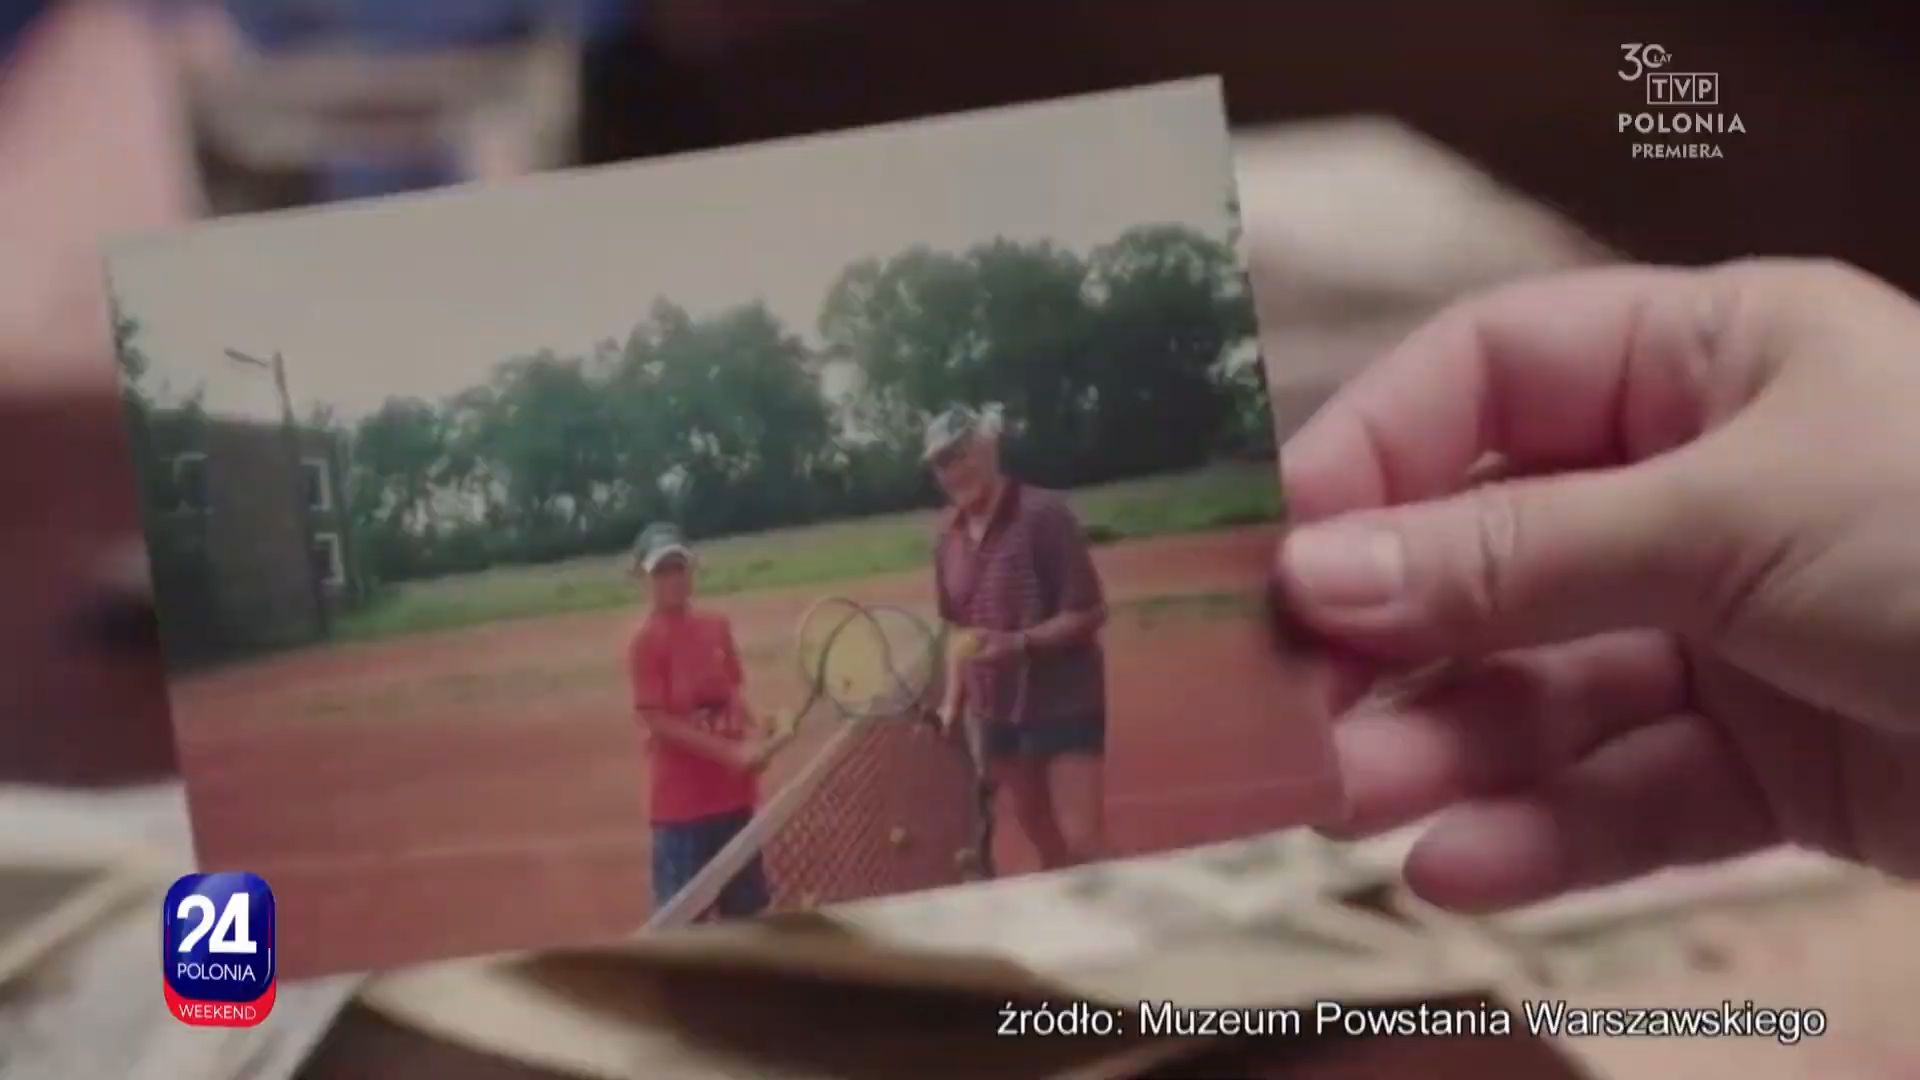 30 LAT
TVP
POLONIA
PREMIERA
24
POLONIA
WEEKEND
źródło: Muzeum Powstania Warszawskiego